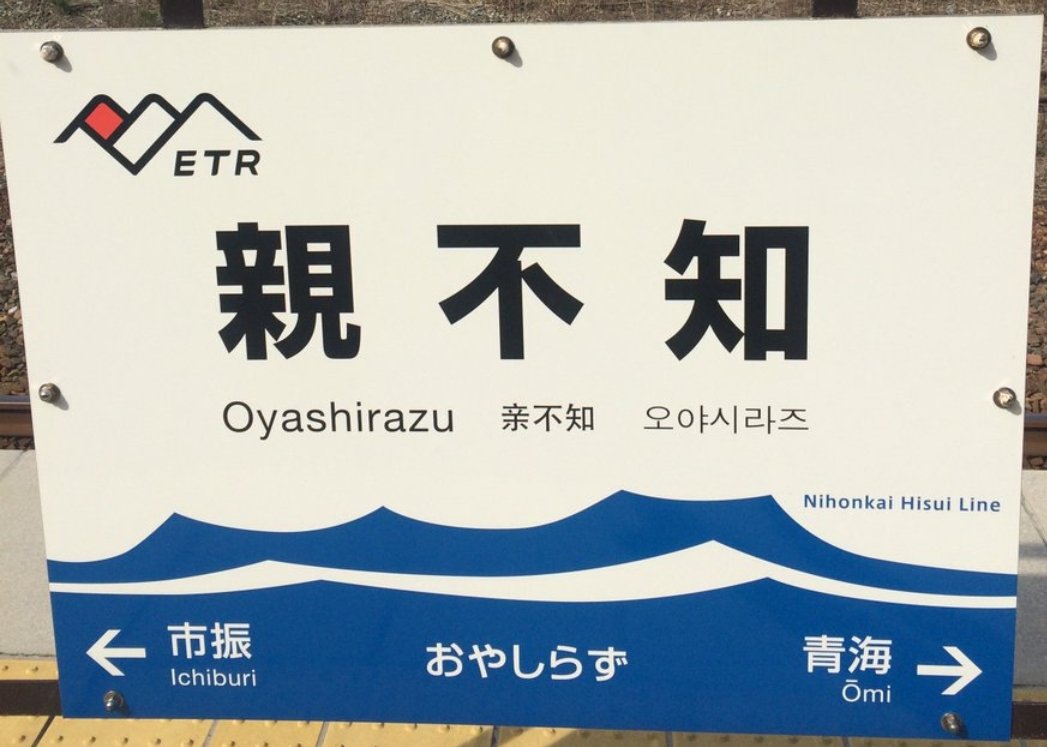 ETR
親不知
Oyashirazu 亲不知 오야시라즈
Nihonkai Hisui Line
← 市振 おやしらず 青海 →
Ichiburi Ōmi